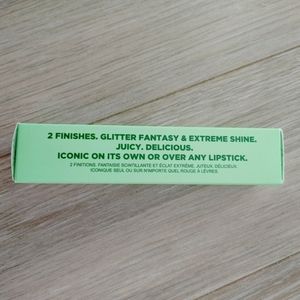 2 FINISHES. GLITTER FANTASY & EXTREME SHINE.
JUICY. DELICIOUS.
ICONIC ON ITS OWN OR OVER ANY LIPSTICK.
2 FINITIONS. FANTAISIE SCINTILLANTE ET ÉCLAT EXTRÊME. JUTEUX. DÉLICIEUX.
ICONIQUE SEUL OU SUR N'IMPORTE QUEL ROUGE À LÈVRES.